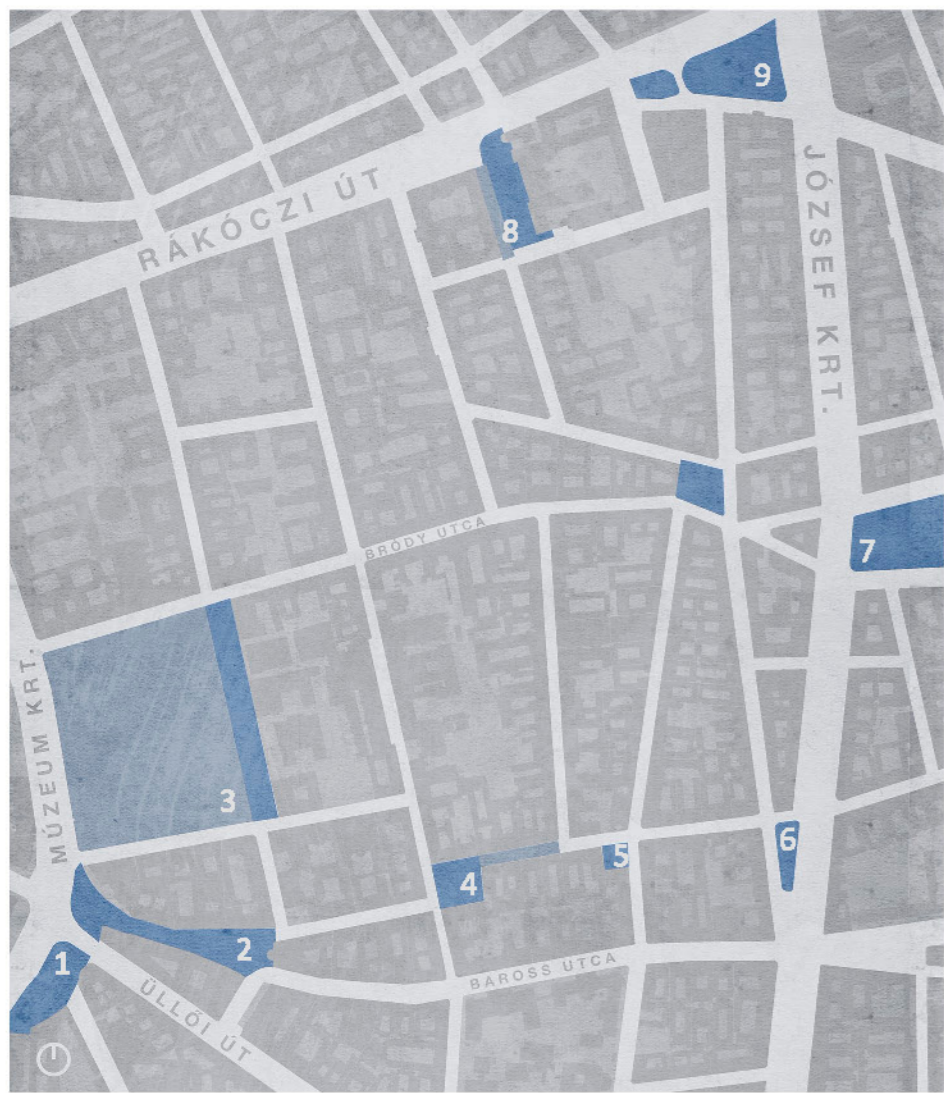 9
RÁKÓCZI ÚT
8
JÓZSEF KRT.
BRÓDY UTCA
7
MÚZEUM KRT.
3
6
5
4
2
1
BAROSS UTCA
ÜLLŐI ÚT